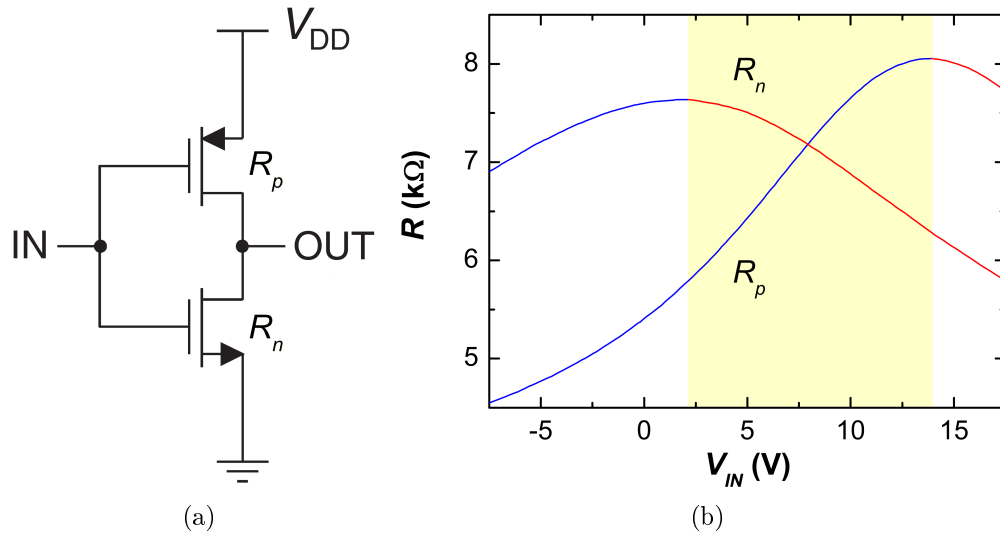 V_DD
R_p
IN
OUT
R_n
(a)
R (kΩ)
8
7
6
5
R_n
R_p
-5 0 5 10 15
V_IN (V)
(b)